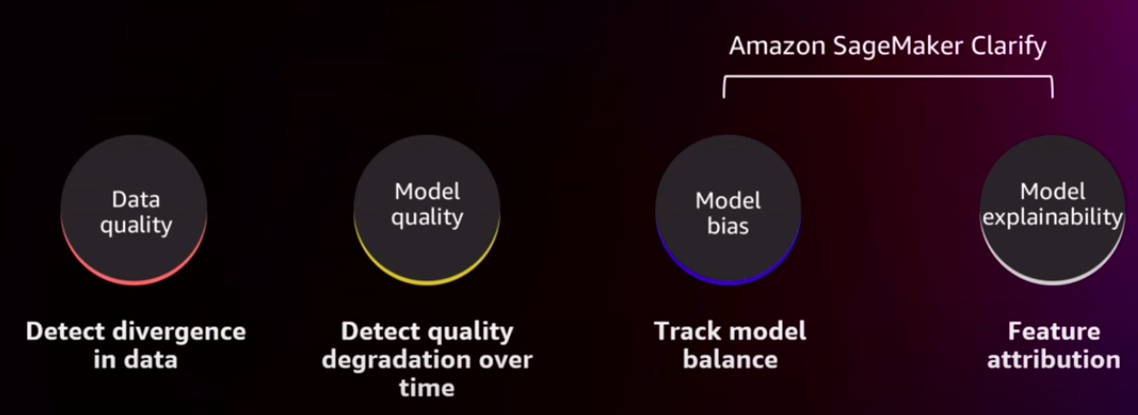 Amazon SageMaker Clarify
Data
quality
Model
quality
Model
bias
Model
explainability
Detect divergence
in data
Detect quality
degradation over
time
Track model
balance
Feature
attribution